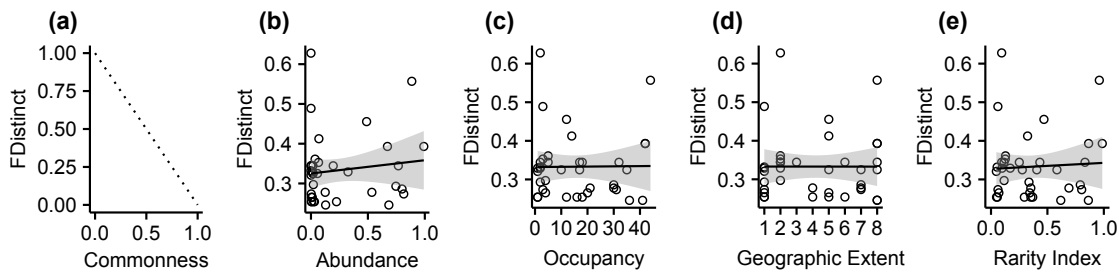 (a)
FDistinct
1.00
0.75
0.50
0.25
0.00
0.0
0.5
1.0
Commonness
(b)
FDistinct
0.6
0.5
0.4
0.3
0.0
0.5
1.0
Abundance
(c)
FDistinct
0.6
0.5
0.4
0.3
0 10 20 30 40
Occupancy
(d)
FDistinct
0.6
0.5
0.4
0.3
1 2 3 4 5 6 7 8
Geographic Extent
(e)
FDistinct
0.6
0.5
0.4
0.3
0.0
0.5
1.0
Rarity Index